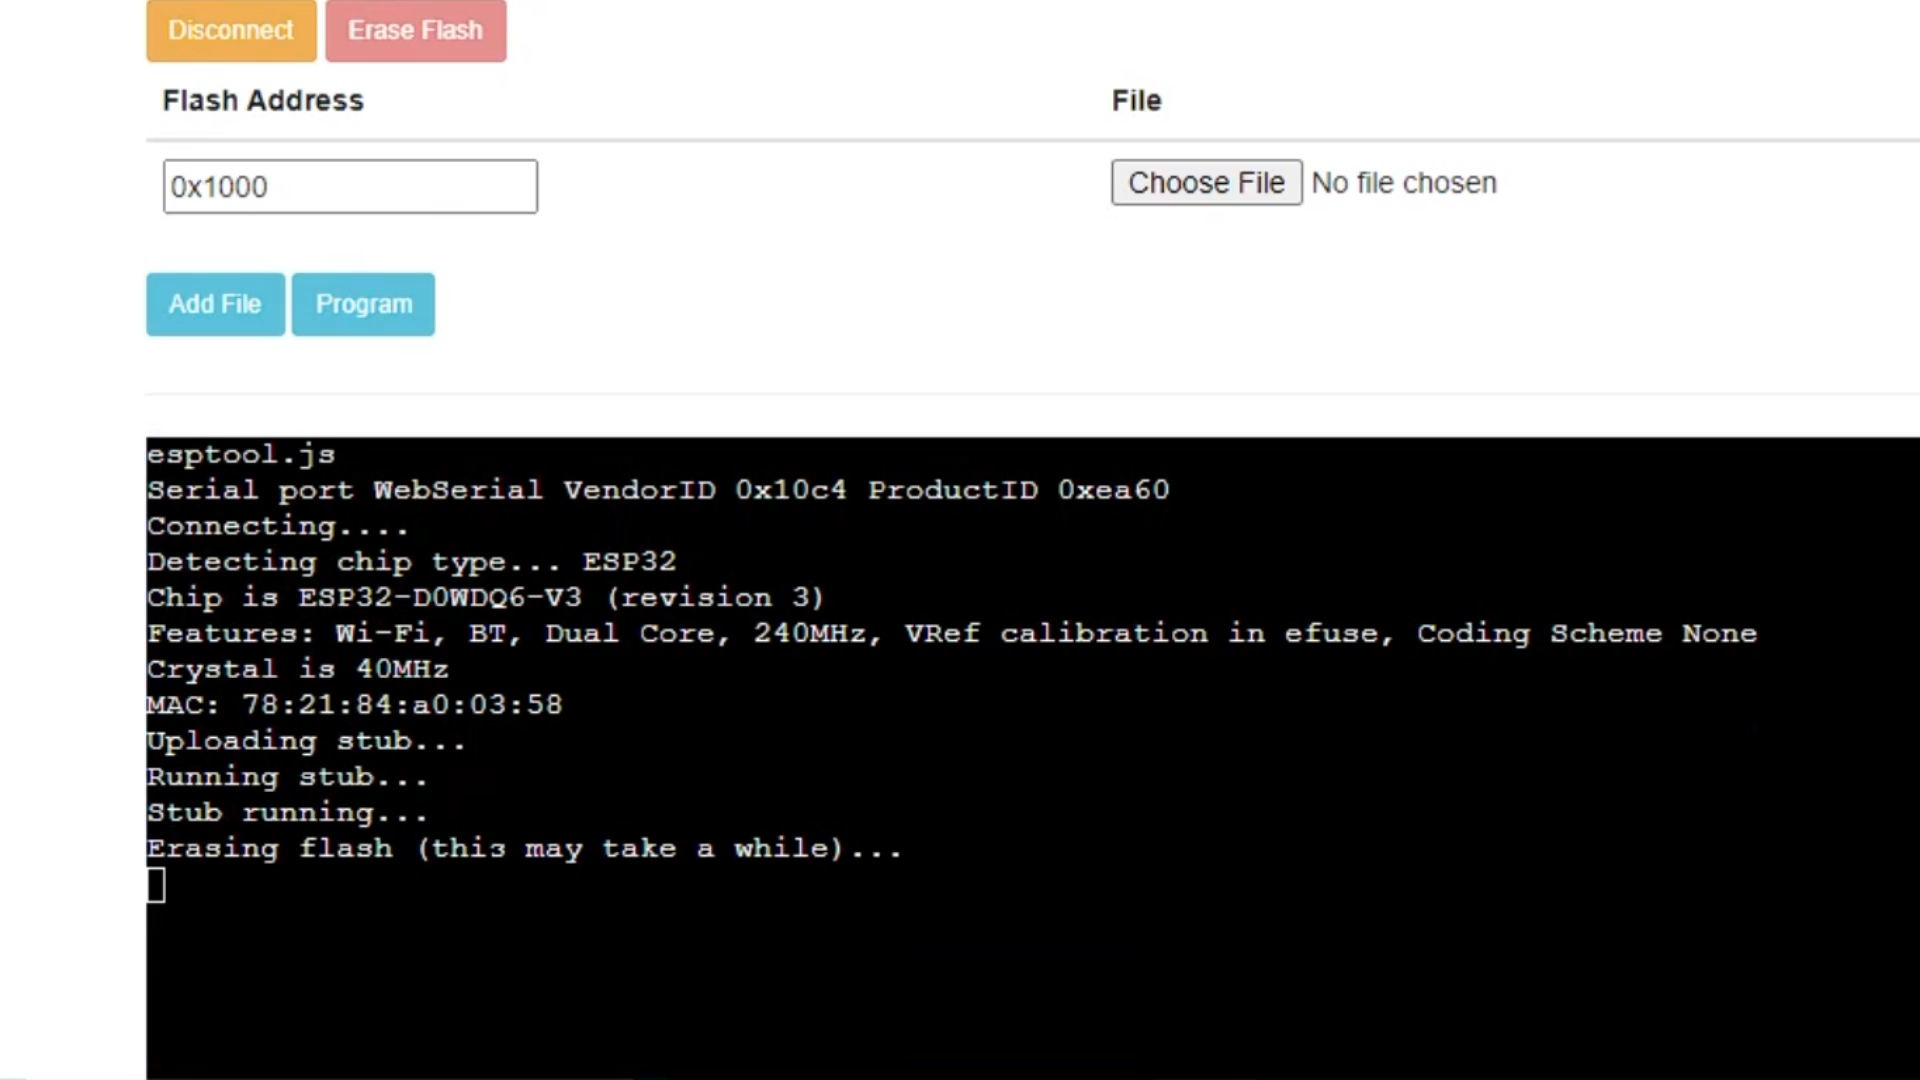 Disconnect Erase Flash
Flash Address File
0x1000 Choose File No file chosen
Add File Program
esptool.js
Serial port WebSerial VendorID 0x10c4 ProductID 0xea60
Connecting....
Detecting chip type... ESP32
Chip is ESP32-D0WDQ6-V3 (revision 3)
Features: Wi-Fi, BT, Dual Core, 240MHz, VRef calibration in efuse, Coding Scheme None
Crystal is 40MHz
MAC: 78:21:84:a0:03:58
Uploading stub...
Running stub...
Stub running...
Erasing flash (this may take a while)...